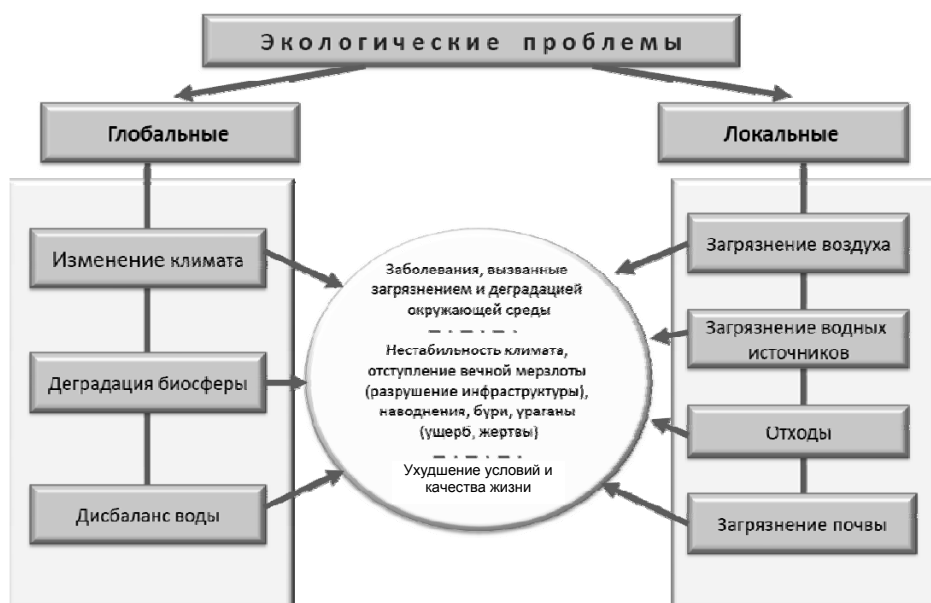 Экологические проблемы
Глобальные
Локальные
Изменение климата
Деградация биосферы
Дисбаланс воды
Заболевания, вызванные
загрязнением и деградацией
окружающей среды
Нестабильность климата,
отступление вечной мерзлоты
(разрушение инфраструктуры),
наводнения, бури, ураганы
(ущерб, жертвы)
Ухудшение условий и
качества жизни
Загрязнение воздуха
Загрязнение водных
источников
Отходы
Загрязнение почвы